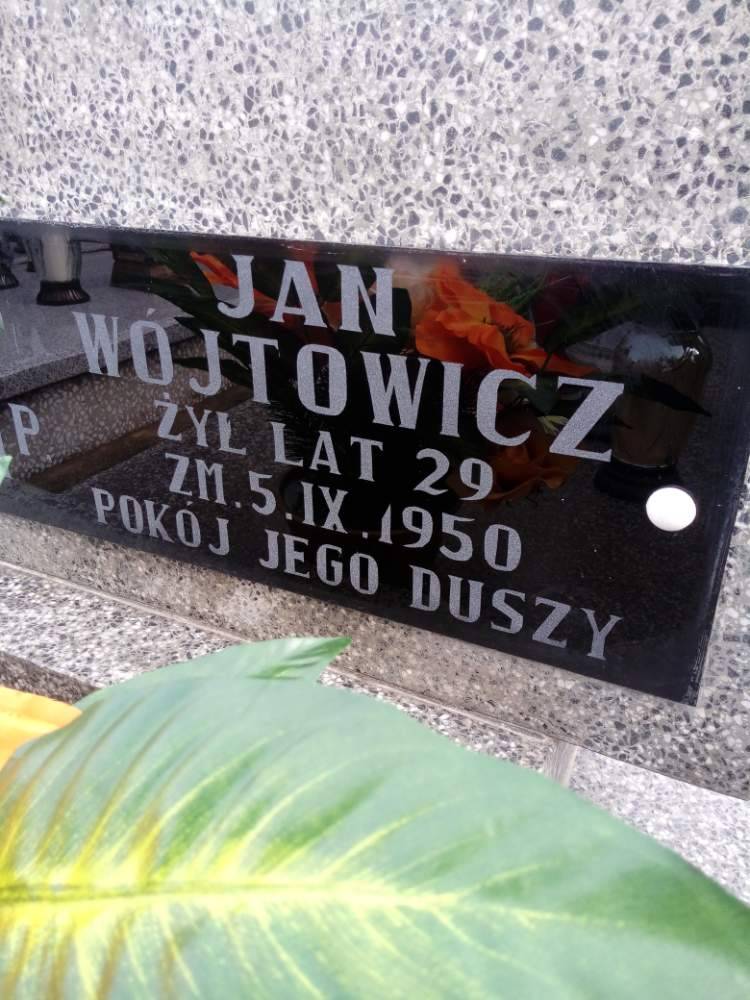 JAN
WÓJTOWICZ
ŻYŁ LAT 29
ZM.5.IX.1950
POKÓJ JEGO DUSZY